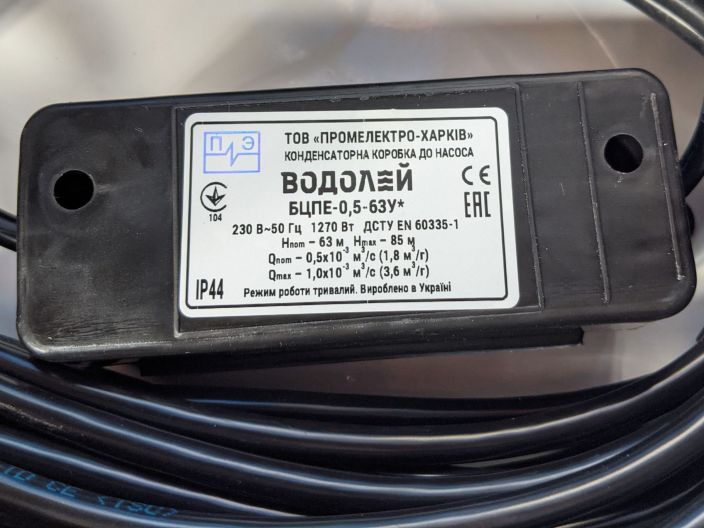 ПЭ
ТОВ «ПРОМЕЛЕКТРО-ХАРКІВ»
КОНДЕНСАТОРНА КОРОБКА ДО НАСОСА
ВОДОЛЕЙ
БЦПЕ-0,5-63У*
CE
EAC
104
230 В~50 Гц 1270 Вт ДСТУ EN 60335-1
Hnom – 63 м Hmax – 85 м
Qnom – 0,5x10⁻³ м³/с (1,8 м³/г)
Qmax – 1,0x10⁻³ м³/с (3,6 м³/г)
IP44
Режим роботи тривалий. Вироблено в Україні